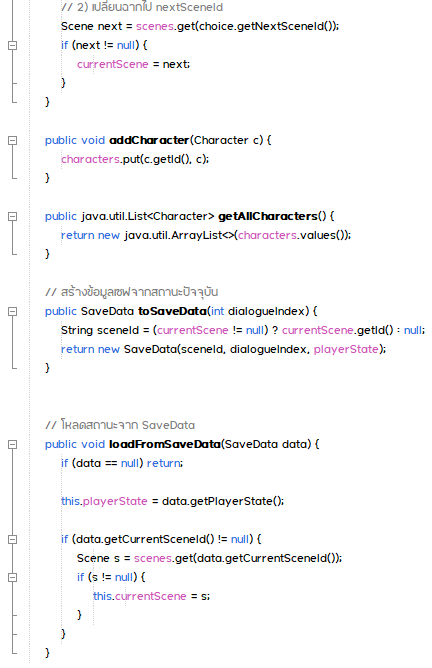 // 2) เปลี่ยนฉากไป nextSceneId
Scene next = scenes.get(choice.getNextSceneId());
if (next != null) {
currentScene = next;
}
}
public void addCharacter(Character c) {
characters.put(c.getId(), c);
}
public java.util.List<Character> getAllCharacters() {
return new java.util.ArrayList<>(characters.values());
}
// สร้างข้อมูลเซฟจากสถานะปัจจุบัน
public SaveData toSaveData(int dialogueIndex) {
String sceneId = (currentScene != null) ? currentScene.getId() : null;
return new SaveData(sceneId, dialogueIndex, playerState);
}
// โหลดสถานะจาก SaveData
public void loadFromSaveData(SaveData data) {
if (data == null) return;
this.playerState = data.getPlayerState();
if (data.getCurrentSceneId() != null) {
Scene s = scenes.get(data.getCurrentSceneId());
if (s != null) {
this.currentScene = s;
}
}
}